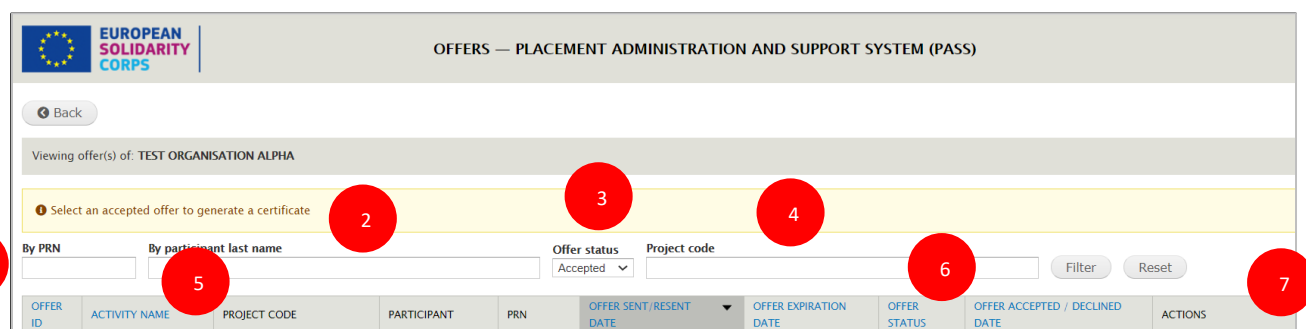 EUROPEAN
SOLIDARITY
CORPS
OFFERS — PLACEMENT ADMINISTRATION AND SUPPORT SYSTEM (PASS)
Back
Viewing offer(s) of: TEST ORGANISATION ALPHA
Select an accepted offer to generate a certificate
2
3
4
By PRN By participant last name Offer status Project code
Accepted
Filter Reset
5
6
7
OFFER ID ACTIVITY NAME PROJECT CODE PARTICIPANT PRN OFFER SENT/RESENT DATE OFFER EXPIRATION DATE OFFER STATUS OFFER ACCEPTED / DECLINED DATE ACTIONS